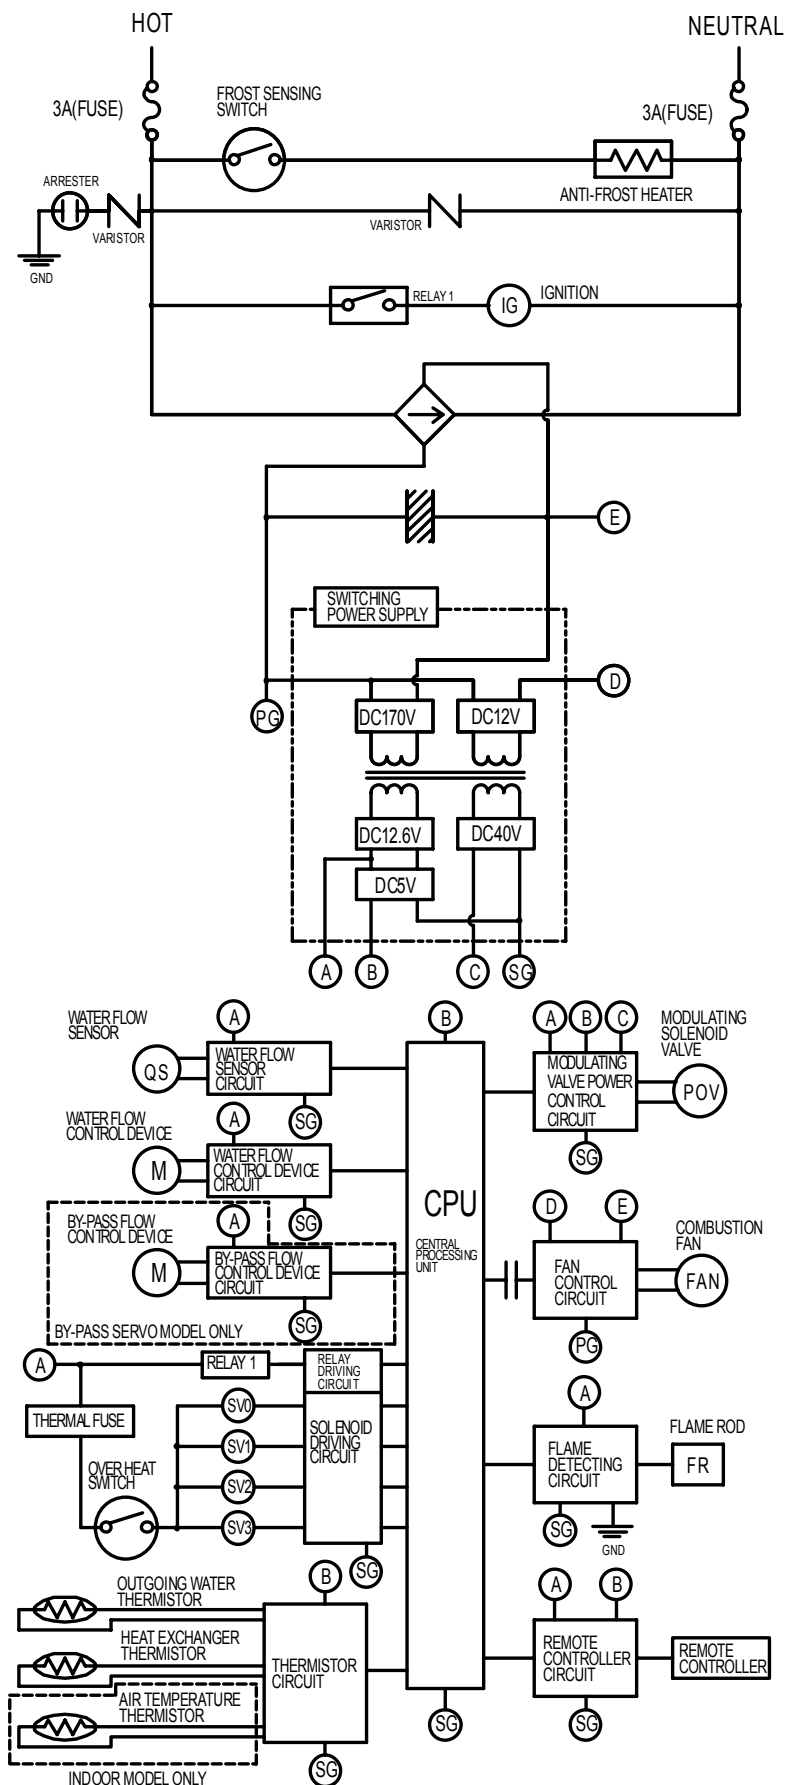 HOT
NEUTRAL
3A(FUSE)
FROST SENSING
SWITCH
3A(FUSE)
ARRESTER
ANTI-FROST HEATER
VARISTOR
VARISTOR
GND
RELAY 1
IG
IGNITION
E
SWITCHING
POWER SUPPLY
D
PG
DC170V
DC12V
DC12.6V
DC40V
DC5V
A
B
C
SG
WATER FLOW
SENSOR
A
QS
WATER FLOW
SENSOR
CIRCUIT
SG
WATER FLOW
CONTROL DEVICE
A
M
WATER FLOW
CONTROL DEVICE
CIRCUIT
SG
BY-PASS FLOW
CONTROL DEVICE
A
M
BY-PASS FLOW
CONTROL DEVICE
CIRCUIT
SG
BY-PASS SERVO MODEL ONLY
A
RELAY 1
RELAY
DRIVING
CIRCUIT
THERMAL FUSE
SV0
SOLENOID
DRIVING
CIRCUIT
SV1
OVER HEAT
SWITCH
SV2
SV3
SG
OUTGOING WATER
THERMISTOR
B
HEAT EXCHANGER
THERMISTOR
THERMISTOR
CIRCUIT
AIR TEMPERATURE
THERMISTOR
SG
INDOOR MODEL ONLY
B
CPU
CENTRAL
PROCESSING
UNIT
SG
A
B
C
MODULATING
SOLENOID
VALVE
MODULATING
VALVE POWER
CONTROL
CIRCUIT
POV
SG
D
E
COMBUSTION
FAN
FAN
CONTROL
CIRCUIT
FAN
PG
A
FLAME ROD
FLAME
DETECTING
CIRCUIT
FR
SG
GND
A
B
REMOTE
CONTROLLER
CIRCUIT
REMOTE
CONTROLLER
SG